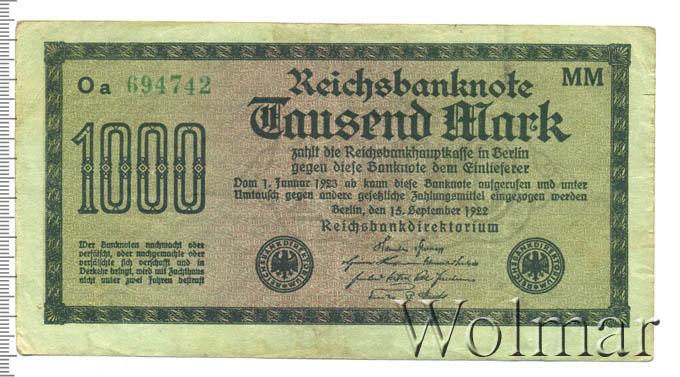 Oa 694742
MM
Reichsbanknote
Tausend Mark
1000
zahlt die Reichsbankhauptkasse in Berlin
gegen diese Banknote dem Einlieferer
Vom 1. Januar 1923 ab kann diese Banknote aufgerufen und unter
Umtausch gegen andere gesetzliche Zahlungsmittel eingezogen werden
Berlin, den 15. September 1922
Reichsbankdirektorium
Wer Banknoten nachmacht oder
verfälscht, oder nachgemachte oder
verfälschte sich verschafft und in
Verkehr bringt, wird mit Zuchthaus
nicht unter zwei Jahren bestraft
REICHSBANKDIREKTORIUM
REICHSBANKDIREKTORIUM
Wolmar